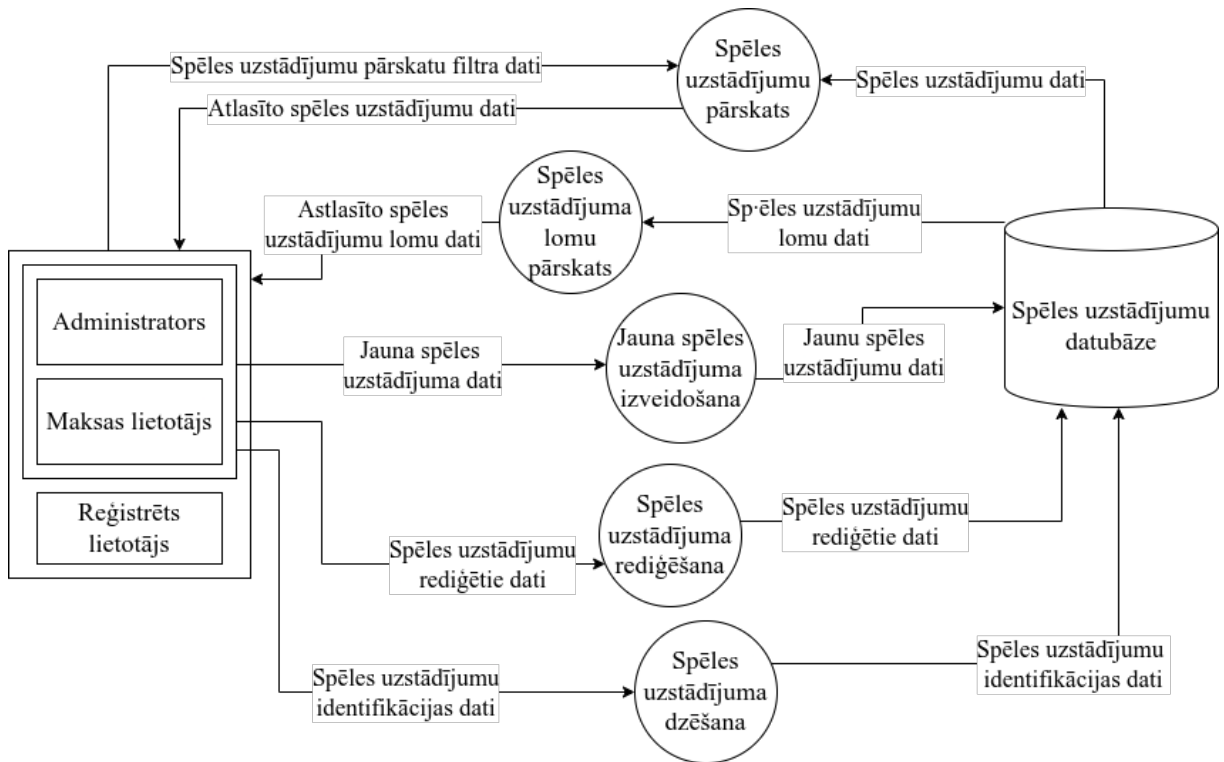 Spēles uzstādījumu pārskatu filtra dati
Spēles
uzstādījumu
pārskats
Spēles uzstādījumu dati
Atlasīto spēles uzstādījumu dati
Astlasīto spēles
uzstādījumu lomu dati
Spēles
uzstādījuma
lomu
pārskats
Sp·ēles uzstādījumu
lomu dati
Administrators
Maksas lietotājs
Reģistrēts
lietotājs
Jauna spēles
uzstādījuma dati
Jauna spēles
uzstādījuma
izveidošana
Jaunu spēles
uzstādījumu dati
Spēles uzstādījumu
datubāze
Spēles uzstādījumu
rediģētie dati
Spēles
uzstādījuma
rediģēšana
Spēles uzstādījumu
rediģētie dati
Spēles uzstādījumu
identifikācijas dati
Spēles
uzstādījuma
dzēšana
Spēles uzstādījumu
identifikācijas dati